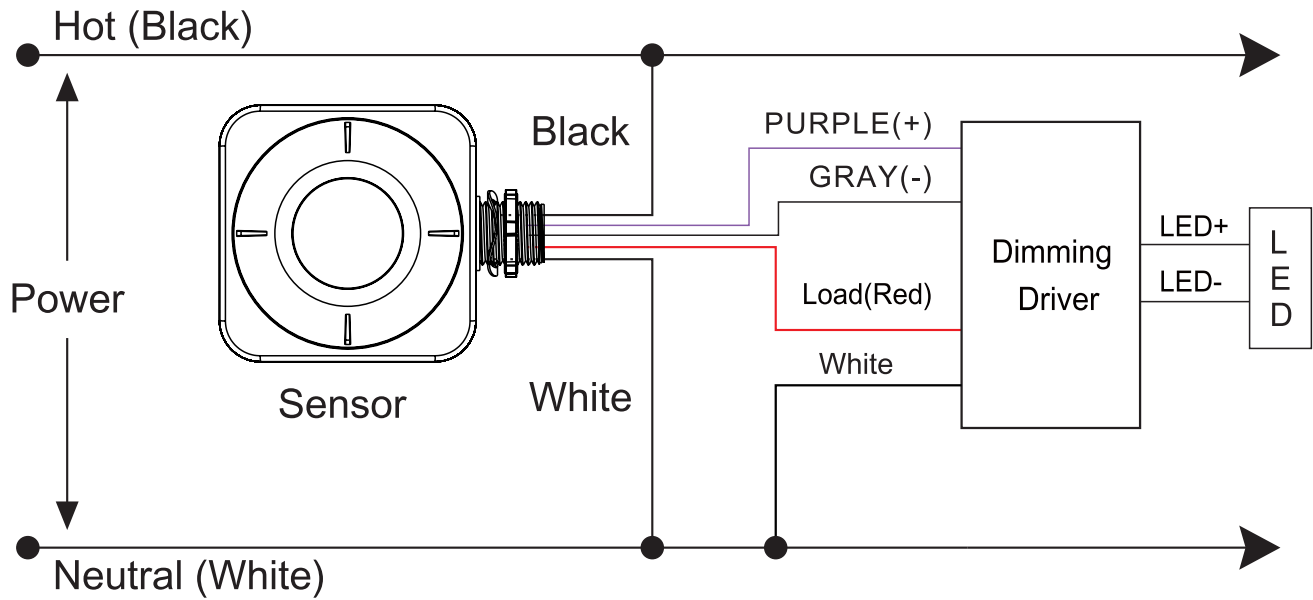 Hot (Black)
Black
PURPLE(+)
GRAY(-)
LED+
Dimming
Driver
LED-
L
E
D
Power
Load(Red)
White
Sensor
White
Neutral (White)